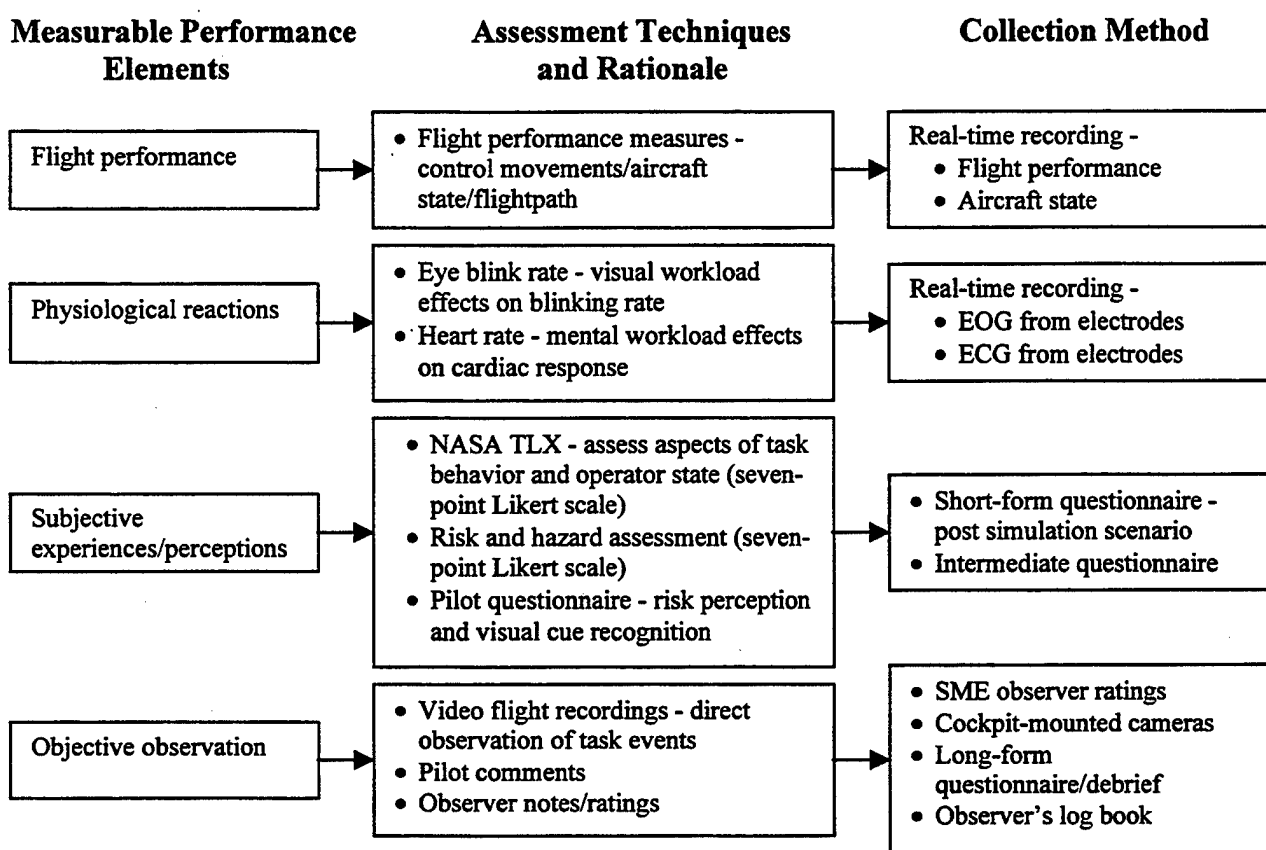 Measurable Performance
Elements
Assessment Techniques
and Rationale
Collection Method
Flight performance
• Flight performance measures -
control movements/aircraft
state/flightpath
Real-time recording -
• Flight performance
• Aircraft state
Physiological reactions
• Eye blink rate - visual workload
effects on blinking rate
• Heart rate - mental workload effects
on cardiac response
Real-time recording -
• EOG from electrodes
• ECG from electrodes
Subjective
experiences/perceptions
• NASA TLX - assess aspects of task
behavior and operator state (seven-
point Likert scale)
• Risk and hazard assessment (seven-
point Likert scale)
• Pilot questionnaire - risk perception
and visual cue recognition
• Short-form questionnaire -
post simulation scenario
• Intermediate questionnaire
Objective observation
• Video flight recordings - direct
observation of task events
• Pilot comments
• Observer notes/ratings
• SME observer ratings
• Cockpit-mounted cameras
• Long-form
questionnaire/debrief
• Observer's log book